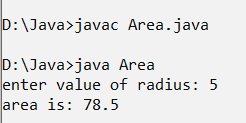 D:\Java>javac Area.java
D:\Java>java Area
enter value of radius: 5
area is: 78.5